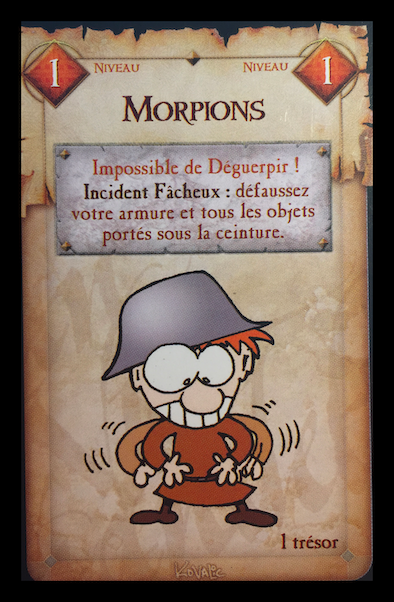 1 Niveau Niveau 1
Morpions
Impossible de Déguerpir !
Incident Fâcheux : défaussez
votre armure et tous les objets
portés sous la ceinture.
1 trésor
Kovalic